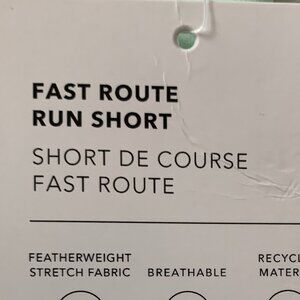 FAST ROUTE
RUN SHORT
SHORT DE COURSE
FAST ROUTE
FEATHERWEIGHT
STRETCH FABRIC
BREATHABLE